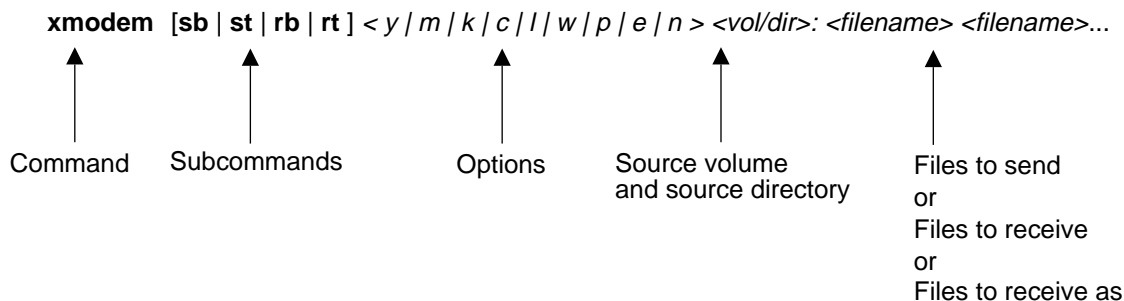 xmodem [sb | st | rb | rt ] < y / m / k / c / l / w / p / e / n > <vol/dir>: <filename> <filename>...
Command
Subcommands
Options
Source volume
and source directory
Files to send
or
Files to receive
or
Files to receive as